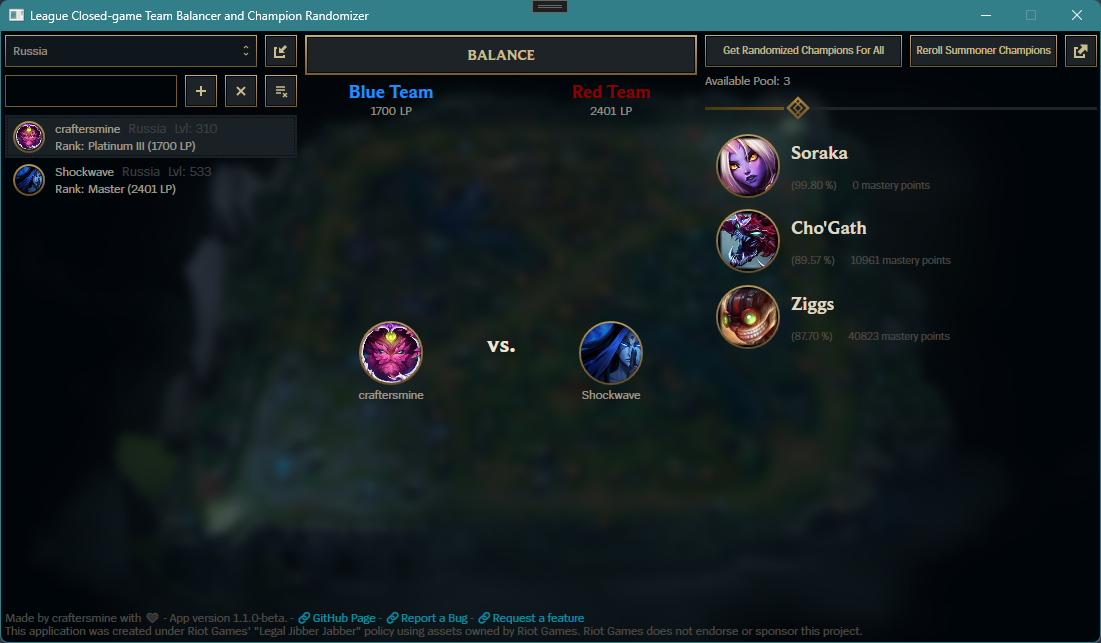 League Closed-game Team Balancer and Champion Randomizer
Russia
BALANCE
Get Randomized Champions For All
Reroll Summoner Champions
Available Pool: 3
Blue Team
1700 LP
Red Team
2401 LP
craftersmine Russia Lvl: 310
Rank: Platinum III (1700 LP)
Shockwave Russia Lvl: 533
Rank: Master (2401 LP)
Soraka
(99.80 %) 0 mastery points
Cho'Gath
(89.57 %) 10961 mastery points
Ziggs
(87.70 %) 40823 mastery points
vs.
craftersmine
Shockwave
Made by craftersmine with 🖤 - App version 1.1.0-beta. - GitHub Page - Report a Bug - Request a feature
This application was created under Riot Games' "Legal Jibber Jabber" policy using assets owned by Riot Games. Riot Games does not endorse or sponsor this project.